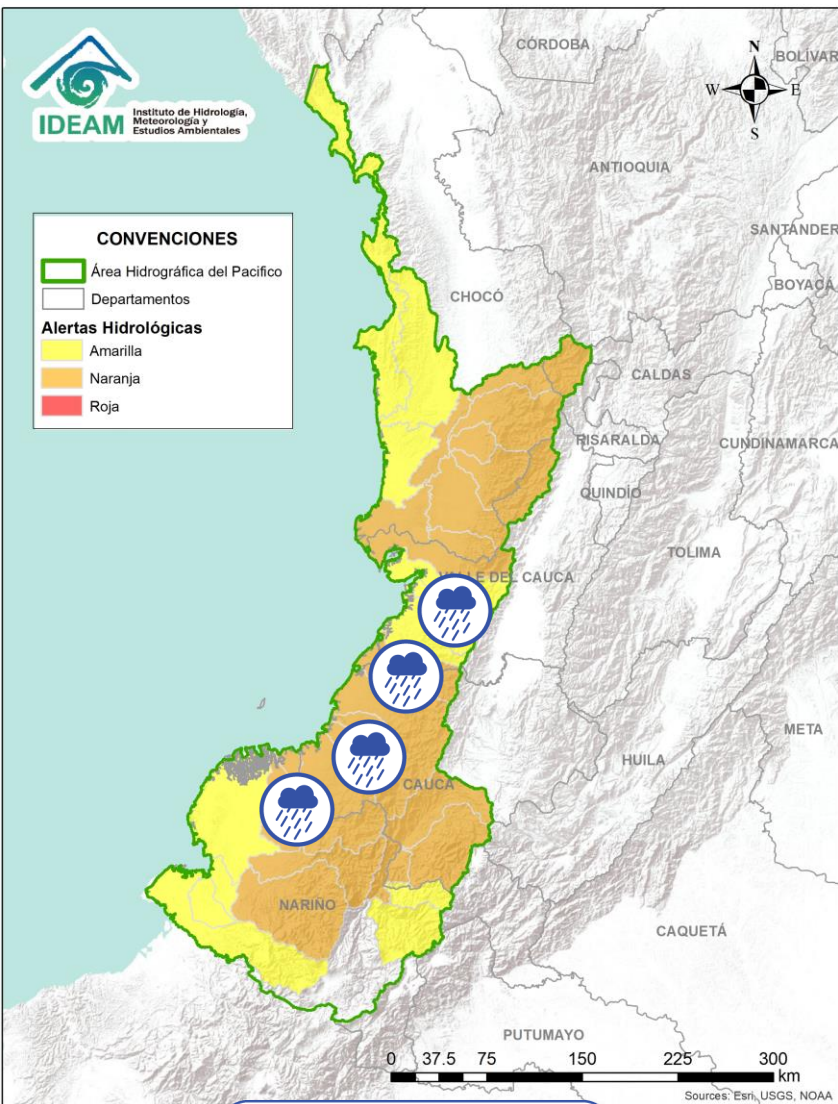 IDEAM
Instituto de Hidrología,
Meteorología y
Estudios Ambientales
N
W
E
S
CONVENCIONES
Área Hidrográfica del Pacifico
Departamentos
Alertas Hidrológicas
Amarilla
Naranja
Roja
CÓRDOBA
BOLÍVAR
ANTIOQUIA
SANTANDER
BOYACÁ
CHOCÓ
CALDAS
RISARALDA
CUNDINAMARCA
QUINDÍO
TOLIMA
VALLE DEL CAUCA
META
HUILA
CAUCA
NARIÑO
CAQUETÁ
PUTUMAYO
0 37.5 75 150 225 300
km
Sources: Esri, USGS, NOAA